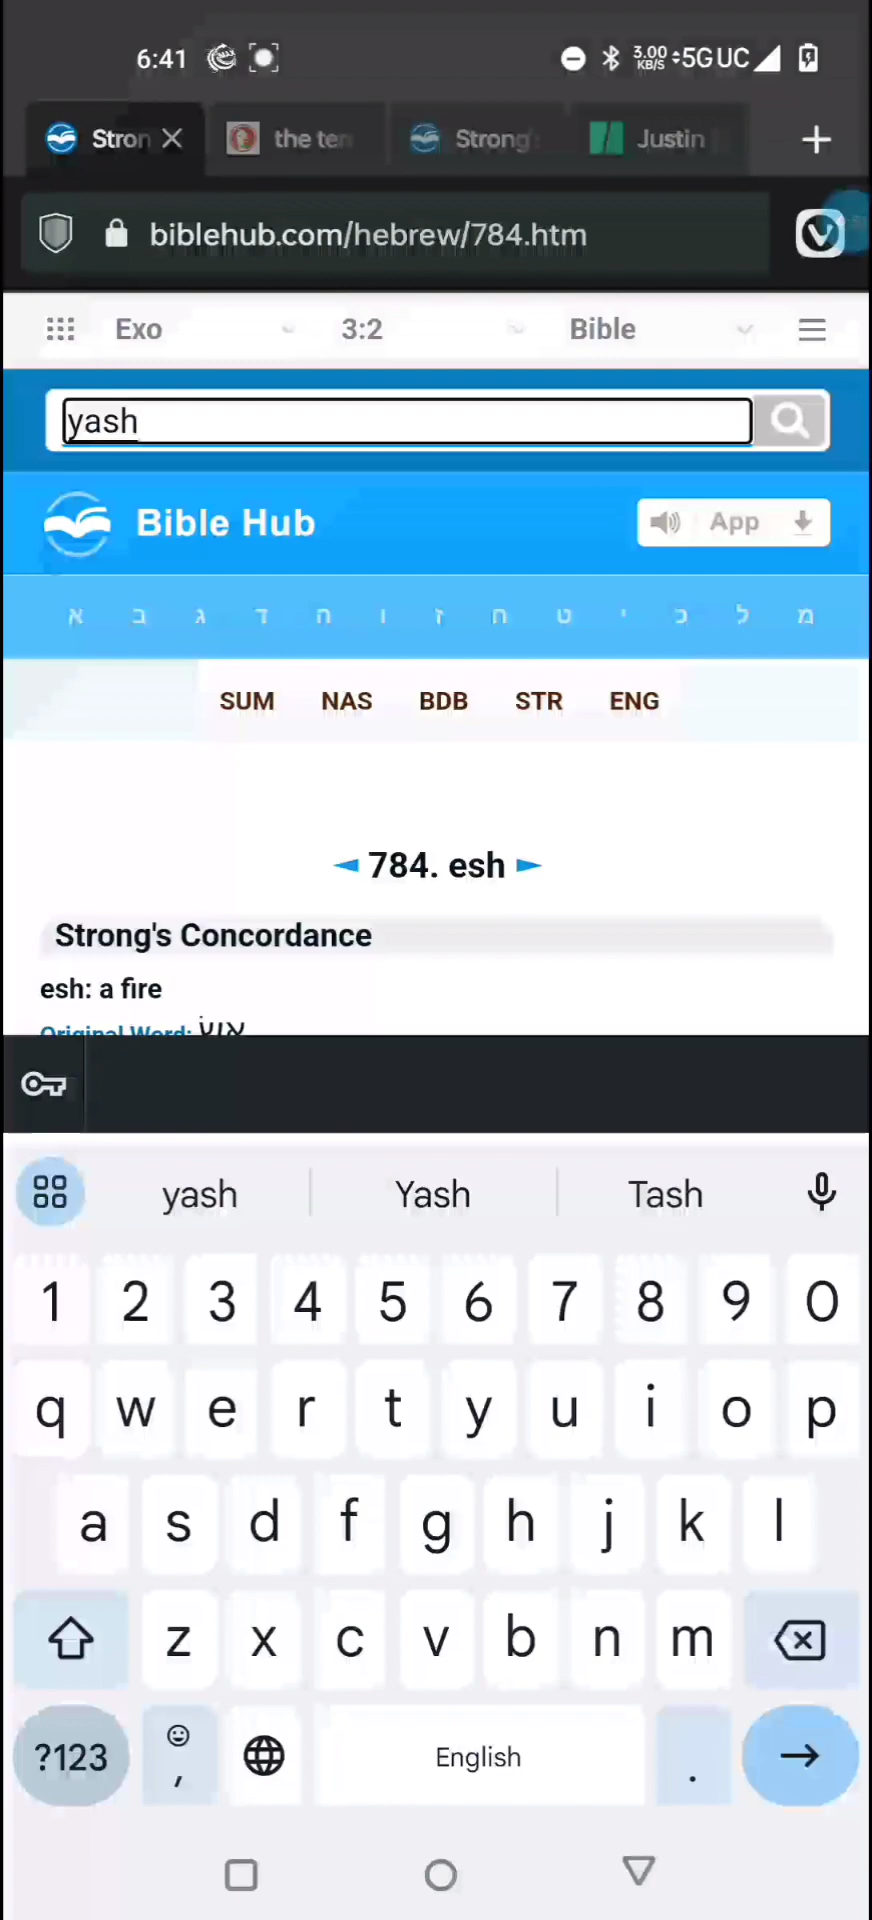 6:41 3.00 KB/S 5G UC
Stron the ten Strong' Justin
biblehub.com/hebrew/784.htm
Exo 3:2 Bible
yash
Bible Hub App
א ב ג ד ה ו ז ח ט י כ ל מ
SUM NAS BDB STR ENG
784. esh
Strong's Concordance
esh: a fire
Original Word: אֵשׁ
yash Yash Tash
1 2 3 4 5 6 7 8 9 0
q w e r t y u i o p
a s d f g h j k l
z x c v b n m
?123 , English .